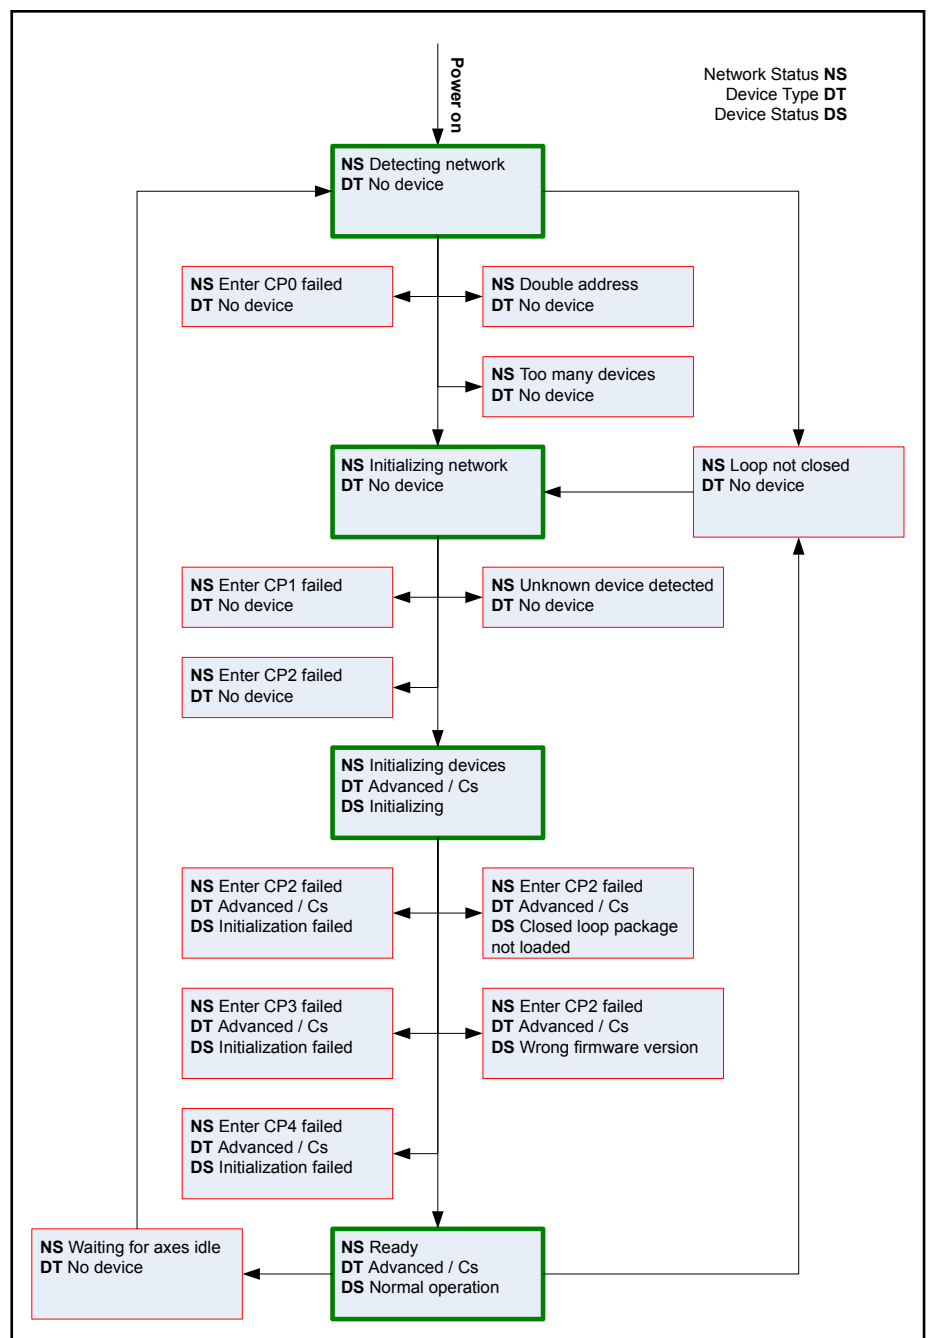 Power on
Network Status NS
Device Type DT
Device Status DS
NS Detecting network
DT No device
NS Enter CP0 failed
DT No device
NS Double address
DT No device
NS Too many devices
DT No device
NS Initializing network
DT No device
NS Loop not closed
DT No device
NS Enter CP1 failed
DT No device
NS Unknown device detected
DT No device
NS Enter CP2 failed
DT No device
NS Initializing devices
DT Advanced / Cs
DS Initializing
NS Enter CP2 failed
DT Advanced / Cs
DS Initialization failed
NS Enter CP2 failed
DT Advanced / Cs
DS Closed loop package
not loaded
NS Enter CP3 failed
DT Advanced / Cs
DS Initialization failed
NS Enter CP2 failed
DT Advanced / Cs
DS Wrong firmware version
NS Enter CP4 failed
DT Advanced / Cs
DS Initialization failed
NS Waiting for axes idle
DT No device
NS Ready
DT Advanced / Cs
DS Normal operation